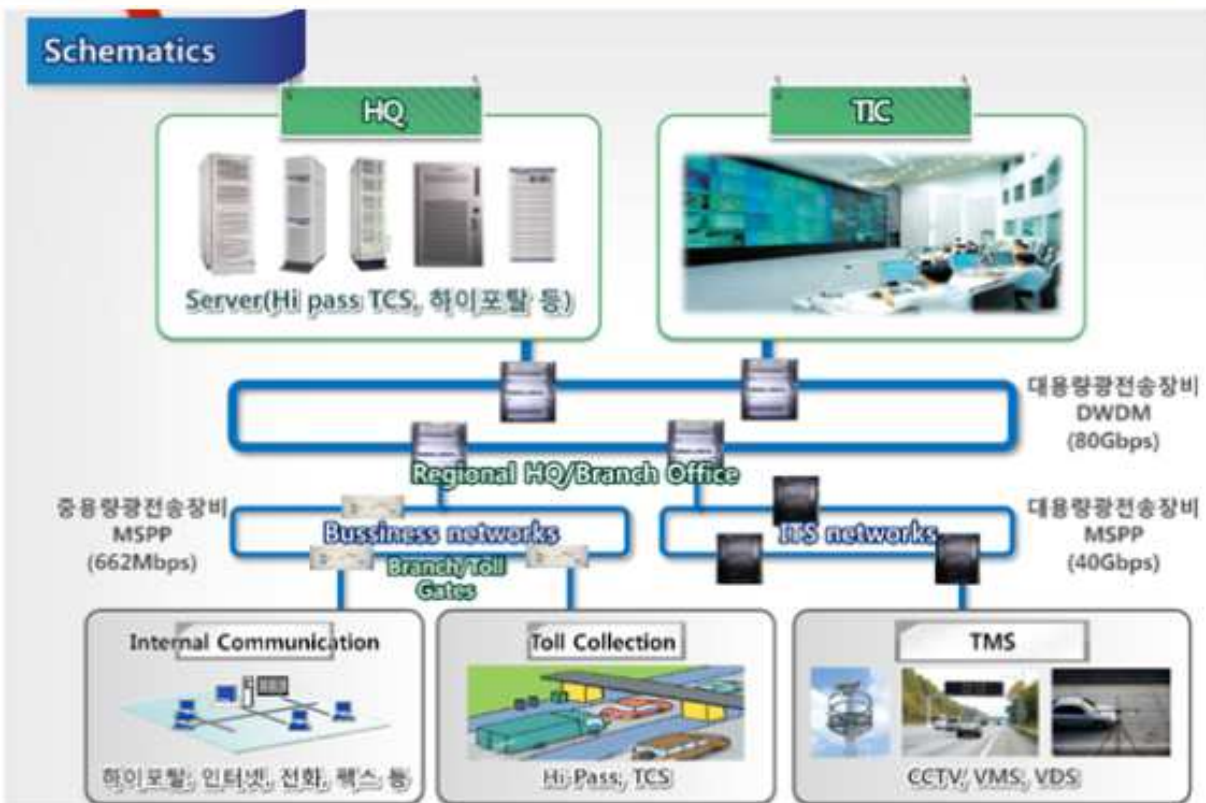 Schematics
HQ
TIC
Server(Hi pass TCS, 하이포탈 등)
대용량광전송장비
DWDM
(80Gbps)
Regional HQ/Branch Office
중용량광전송장비
MSPP
(662Mbps)
Bussiness networks
ITS networks
대용량광전송장비
MSPP
(40Gbps)
Branch/Toll
Gates
Internal Communication
Toll Collection
TMS
하이포탈, 인터넷, 전화, 팩스 등
Hi-Pass, TCS
CCTV, VMS, VDS